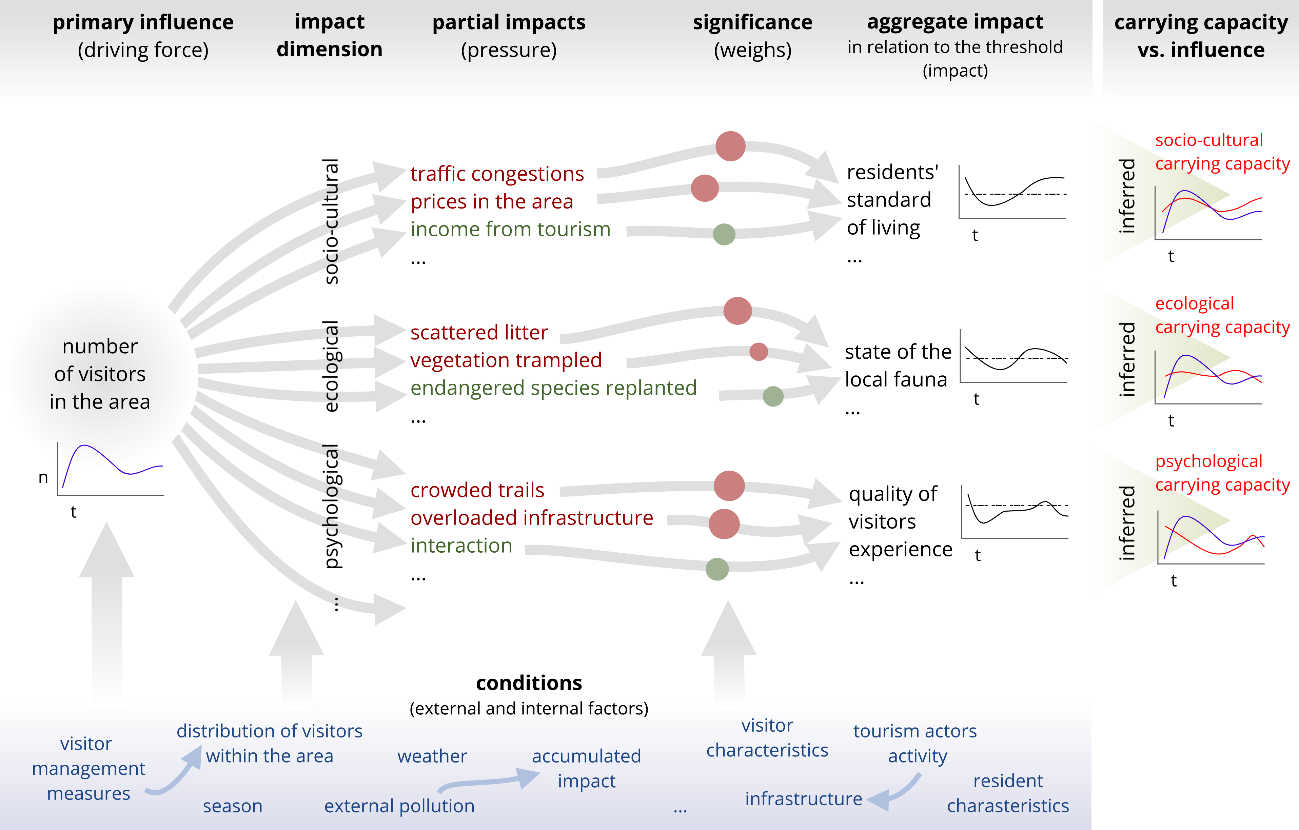 primary influence
(driving force)
impact
dimension
partial impacts
(pressure)
significance
(weighs)
aggregate impact
in relation to the threshold
(impact)
carrying capacity
vs. influence
number
of visitors
in the area
n
t
socio-cultural
traffic congestions
prices in the area
income from tourism
...
residents'
standard
of living
...
t
inferred
socio-cultural
carrying capacity
t
ecological
scattered litter
vegetation trampled
endangered species replanted
...
state of the
local fauna
...
t
inferred
ecological
carrying capacity
t
psychological
crowded trails
overloaded infrastructure
interaction
...
quality of
visitors
experience
...
t
inferred
psychological
carrying capacity
t
...
conditions
(external and internal factors)
visitor
management
measures
distribution of visitors
within the area
season
weather
external pollution
accumulated
impact
...
visitor
characteristics
tourism actors
activity
infrastructure
resident
charasteristics